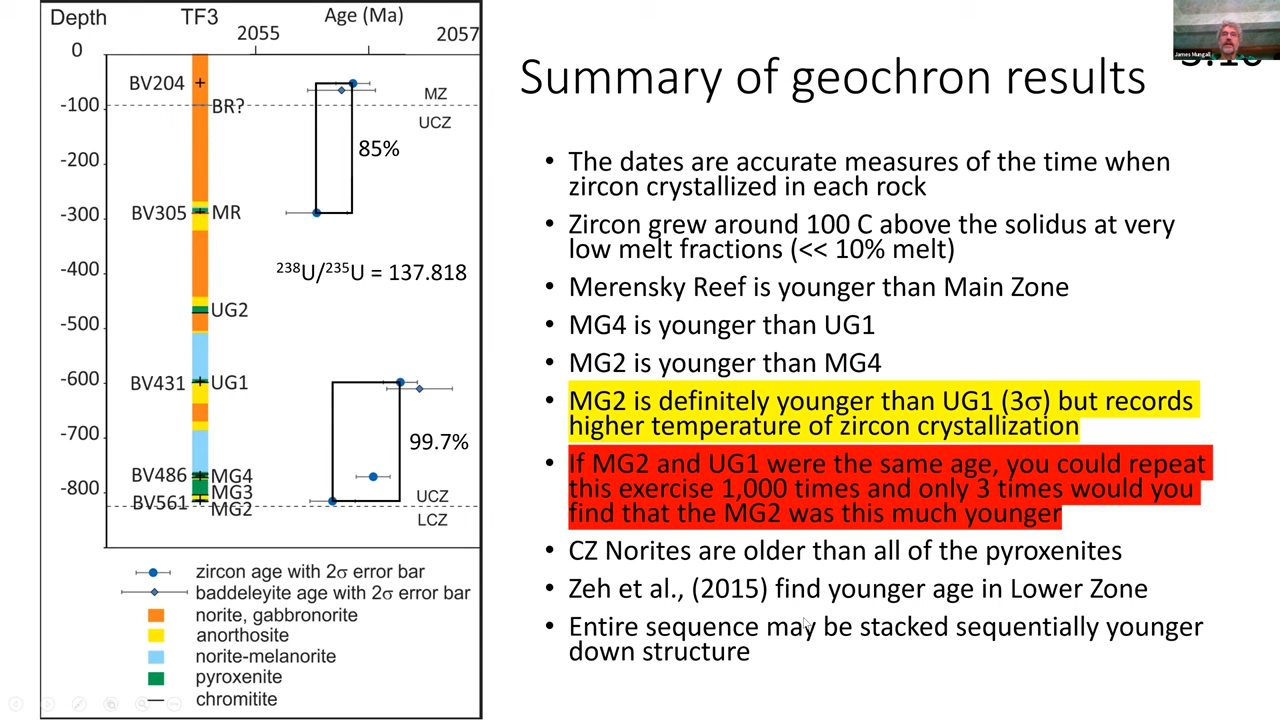 Depth
TF3
Age (Ma)
2055
2057
0
BV204
-100
BR?
MZ
UCZ
85%
-200
BV305
MR
-300
²³⁸U/²³⁵U = 137.818
-400
UG2
-500
-600
BV431
UG1
-700
99.7%
BV486
MG4
-800
MG3
UCZ
BV561
MG2
LCZ
zircon age with 2σ error bar
baddeleyite age with 2σ error bar
norite, gabbronorite
anorthosite
norite-melanorite
pyroxenite
chromitite
James Mungall
Summary of geochron results
• The dates are accurate measures of the time when
zircon crystallized in each rock
• Zircon grew around 100 C above the solidus at very
low melt fractions (<< 10% melt)
• Merensky Reef is younger than Main Zone
• MG4 is younger than UG1
• MG2 is younger than MG4
• MG2 is definitely younger than UG1 (3σ) but records
higher temperature of zircon crystallization
• If MG2 and UG1 were the same age, you could repeat
this exercise 1,000 times and only 3 times would you
find that the MG2 was this much younger
• CZ Norites are older than all of the pyroxenites
• Zeh et al., (2015) find younger age in Lower Zone
• Entire sequence may be stacked sequentially younger
down structure